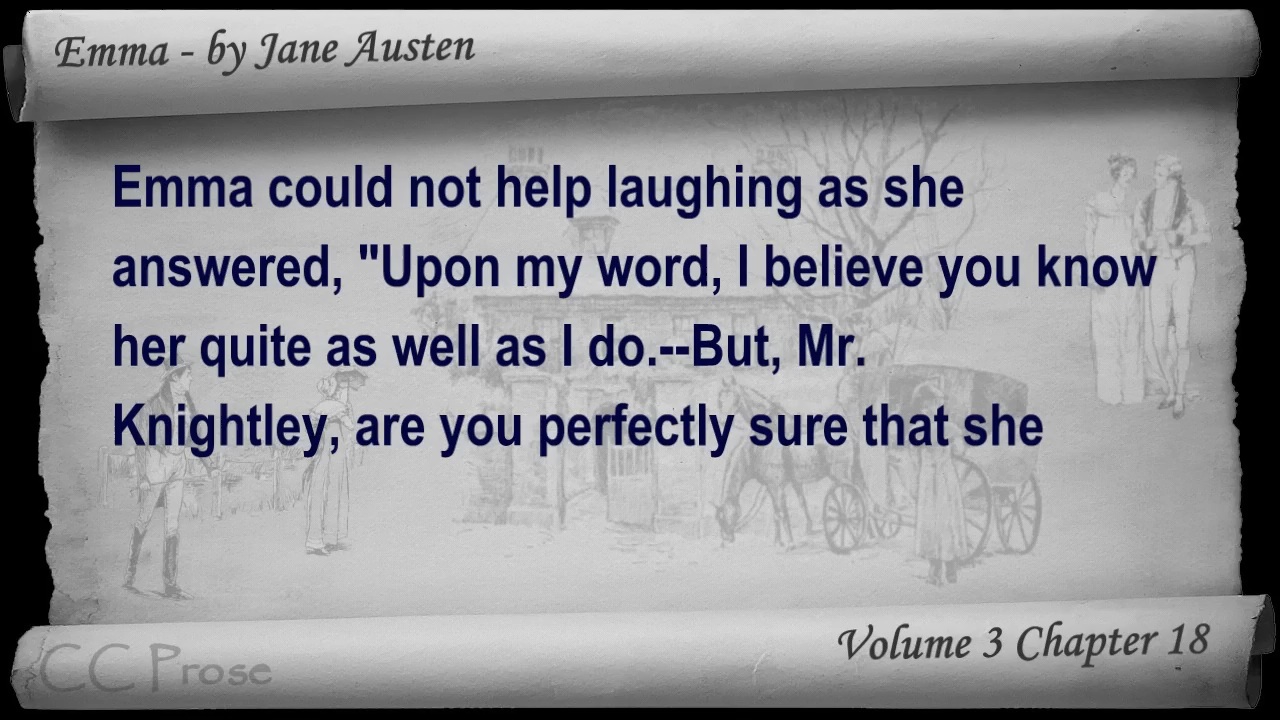 Emma - by Jane Austen
Emma could not help laughing as she
answered, "Upon my word, I believe you know
her quite as well as I do.--But, Mr.
Knightley, are you perfectly sure that she
Volume 3 Chapter 18
CC Prose